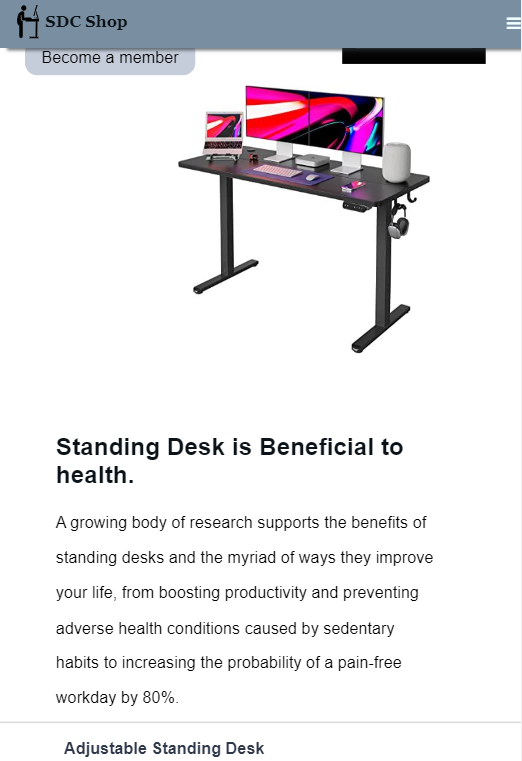 SDC Shop
Become a member
Standing Desk is Beneficial to
health.
A growing body of research supports the benefits of
standing desks and the myriad of ways they improve
your life, from boosting productivity and preventing
adverse health conditions caused by sedentary
habits to increasing the probability of a pain-free
workday by 80%.
Adjustable Standing Desk